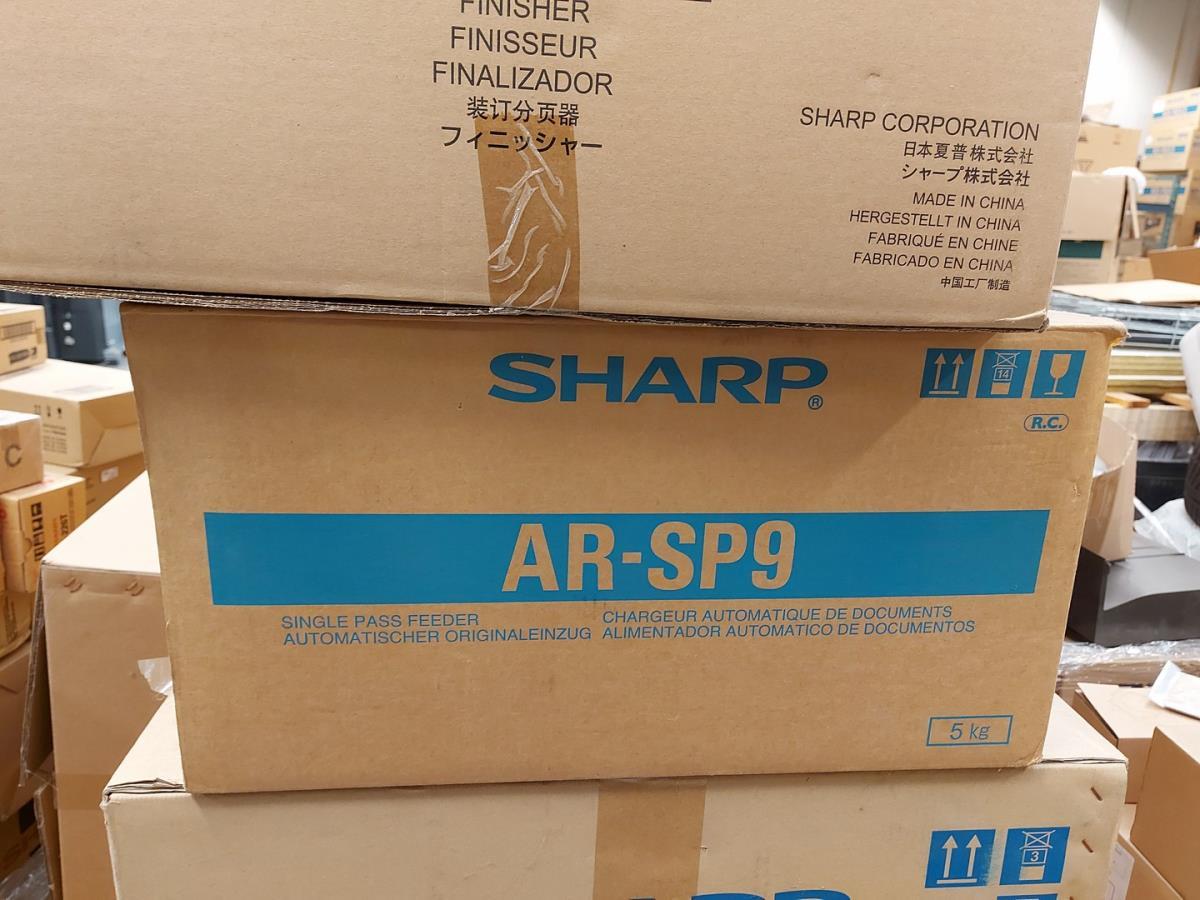 FINISHER
FINISSEUR
FINALIZADOR
装订分页器
フィニッシャー
SHARP CORPORATION
日本夏普株式会社
シャープ株式会社
MADE IN CHINA
HERGESTELLT IN CHINA
FABRIQUÉ EN CHINE
FABRICADO EN CHINA
中国工厂制造
SHARP®
14
R.C.
AR-SP9
SINGLE PASS FEEDER
AUTOMATISCHER ORIGINALEINZUG
CHARGEUR AUTOMATIQUE DE DOCUMENTS
ALIMENTADOR AUTOMATICO DE DOCUMENTOS
5 kg
3
C